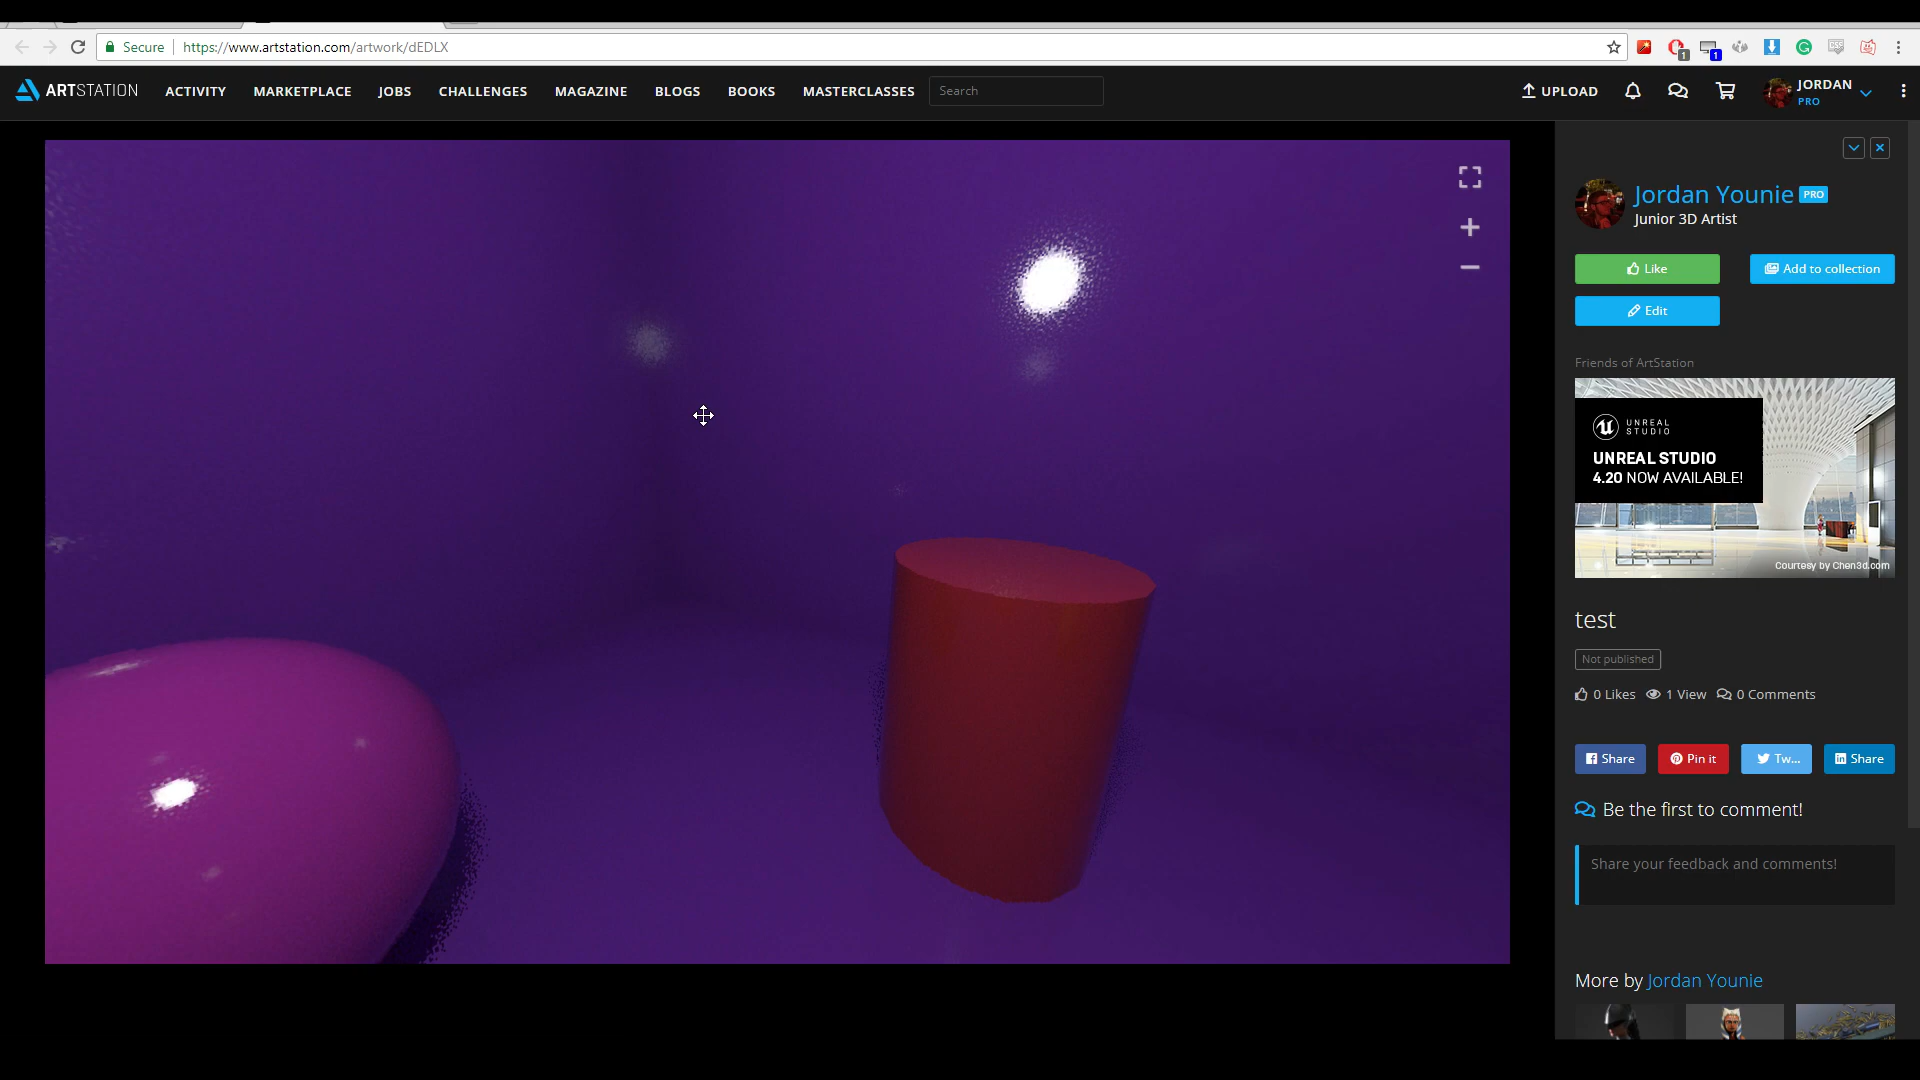 Secure
https://www.artstation.com/artwork/dEDLX
1
1
CSS
ARTSTATION
ACTIVITY
MARKETPLACE
JOBS
CHALLENGES
MAGAZINE
BLOGS
BOOKS
MASTERCLASSES
Search
UPLOAD
JORDAN
PRO
Jordan Younie PRO
Junior 3D Artist
Like
Add to collection
Edit
Friends of ArtStation
UNREAL
STUDIO
UNREAL STUDIO
4.20 NOW AVAILABLE!
Courtesy by Chen3d.com
test
Not published
0 Likes 1 View 0 Comments
Share
Pin it
Tw...
Share
Be the first to comment!
Share your feedback and comments!
More by Jordan Younie